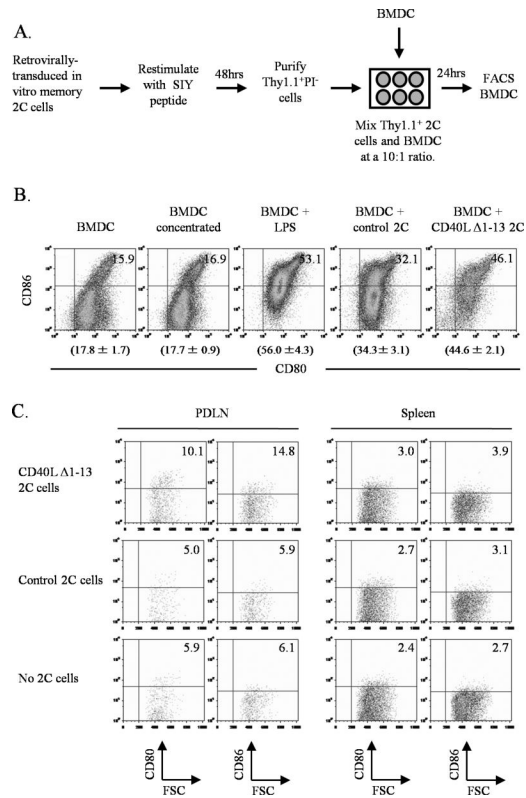 A.
BMDC
Retrovirally-
transduced in
vitro memory
2C cells
Restimulate
with SIY
peptide
48hrs
Purify
Thy1.1+PI-
cells
24hrs
FACS
BMDC
Mix Thy1.1+ 2C
cells and BMDC
at a 10:1 ratio.
B.
BMDC
BMDC
concentrated
BMDC +
LPS
BMDC +
control 2C
BMDC +
CD40L Δ1-13 2C
CD86
15.9 16.9 53.1 32.1 46.1
(17.8 ± 1.7) (17.7 ± 0.9) (56.0 ±4.3) (34.3± 3.1) (44.6 ± 2.1)
CD80
C.
PDLN Spleen
CD40L Δ1-13
2C cells
10.1 14.8 3.0 3.9
Control 2C cells
5.0 5.9 2.7 3.1
No 2C cells
5.9 6.1 2.4 2.7
CD80 CD86 CD80 CD86
FSC FSC FSC FSC